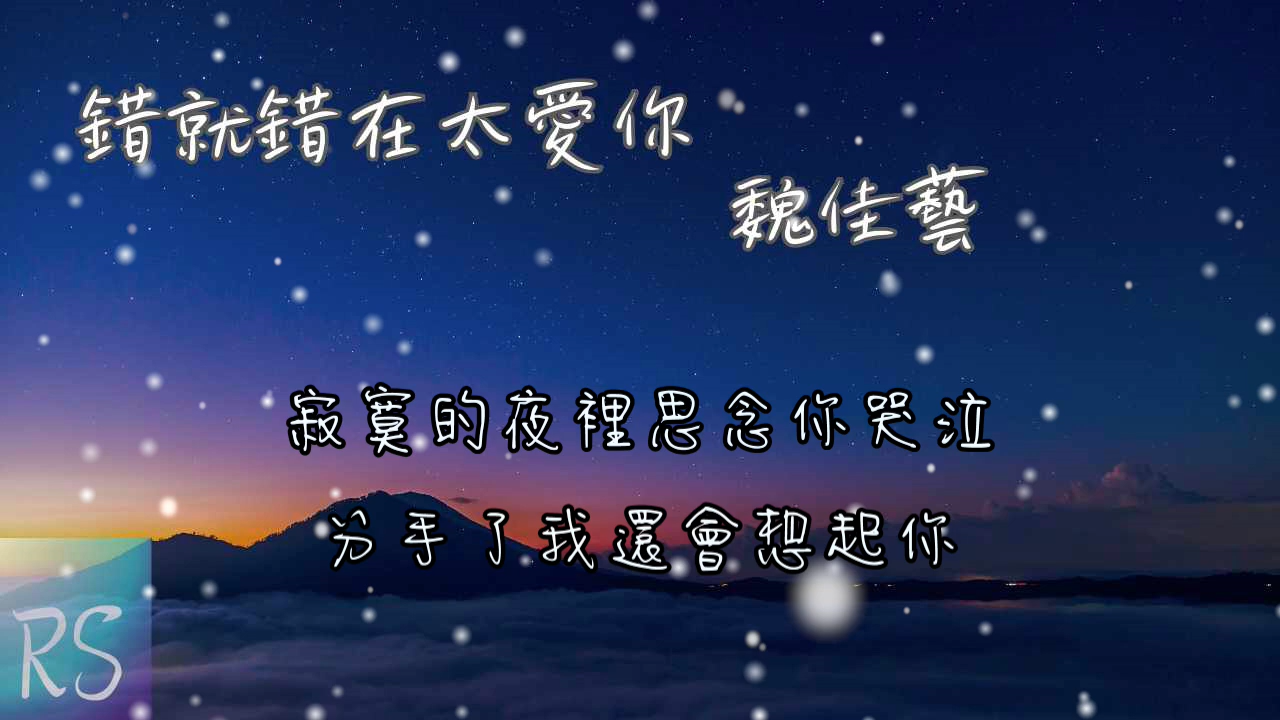 錯就錯在太愛你
魏佳藝
寂寞的夜裡思念你哭泣
分手了我還會想起你
RS